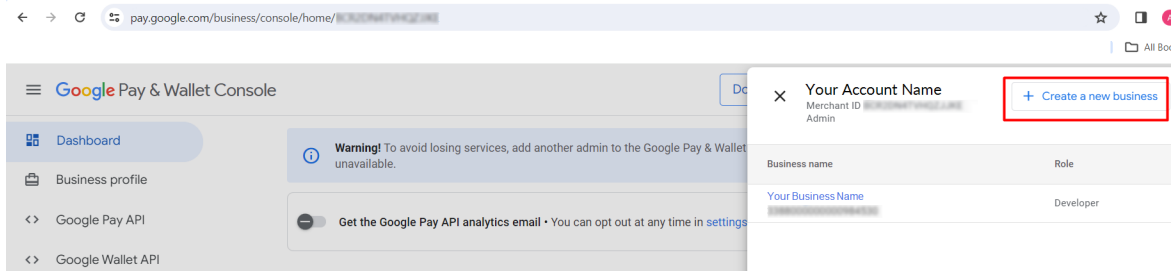 pay.google.com/business/console/home/
All Boo
Google Pay & Wallet Console
Do
Dashboard
Business profile
Google Pay API
Google Wallet API
Warning! To avoid losing services, add another admin to the Google Pay & Wallet
unavailable.
Get the Google Pay API analytics email • You can opt out at any time in settings
Your Account Name
Merchant ID
Admin
+ Create a new business
Business name
Role
Your Business Name
Developer